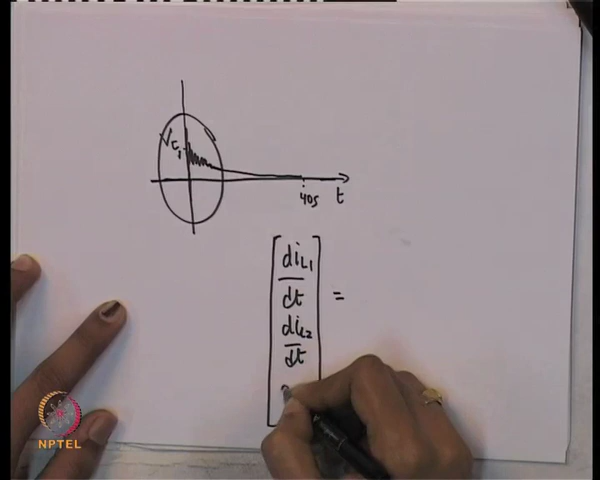 Vc1
40s t
diL1
dt
=
diL2
dt
NPTEL